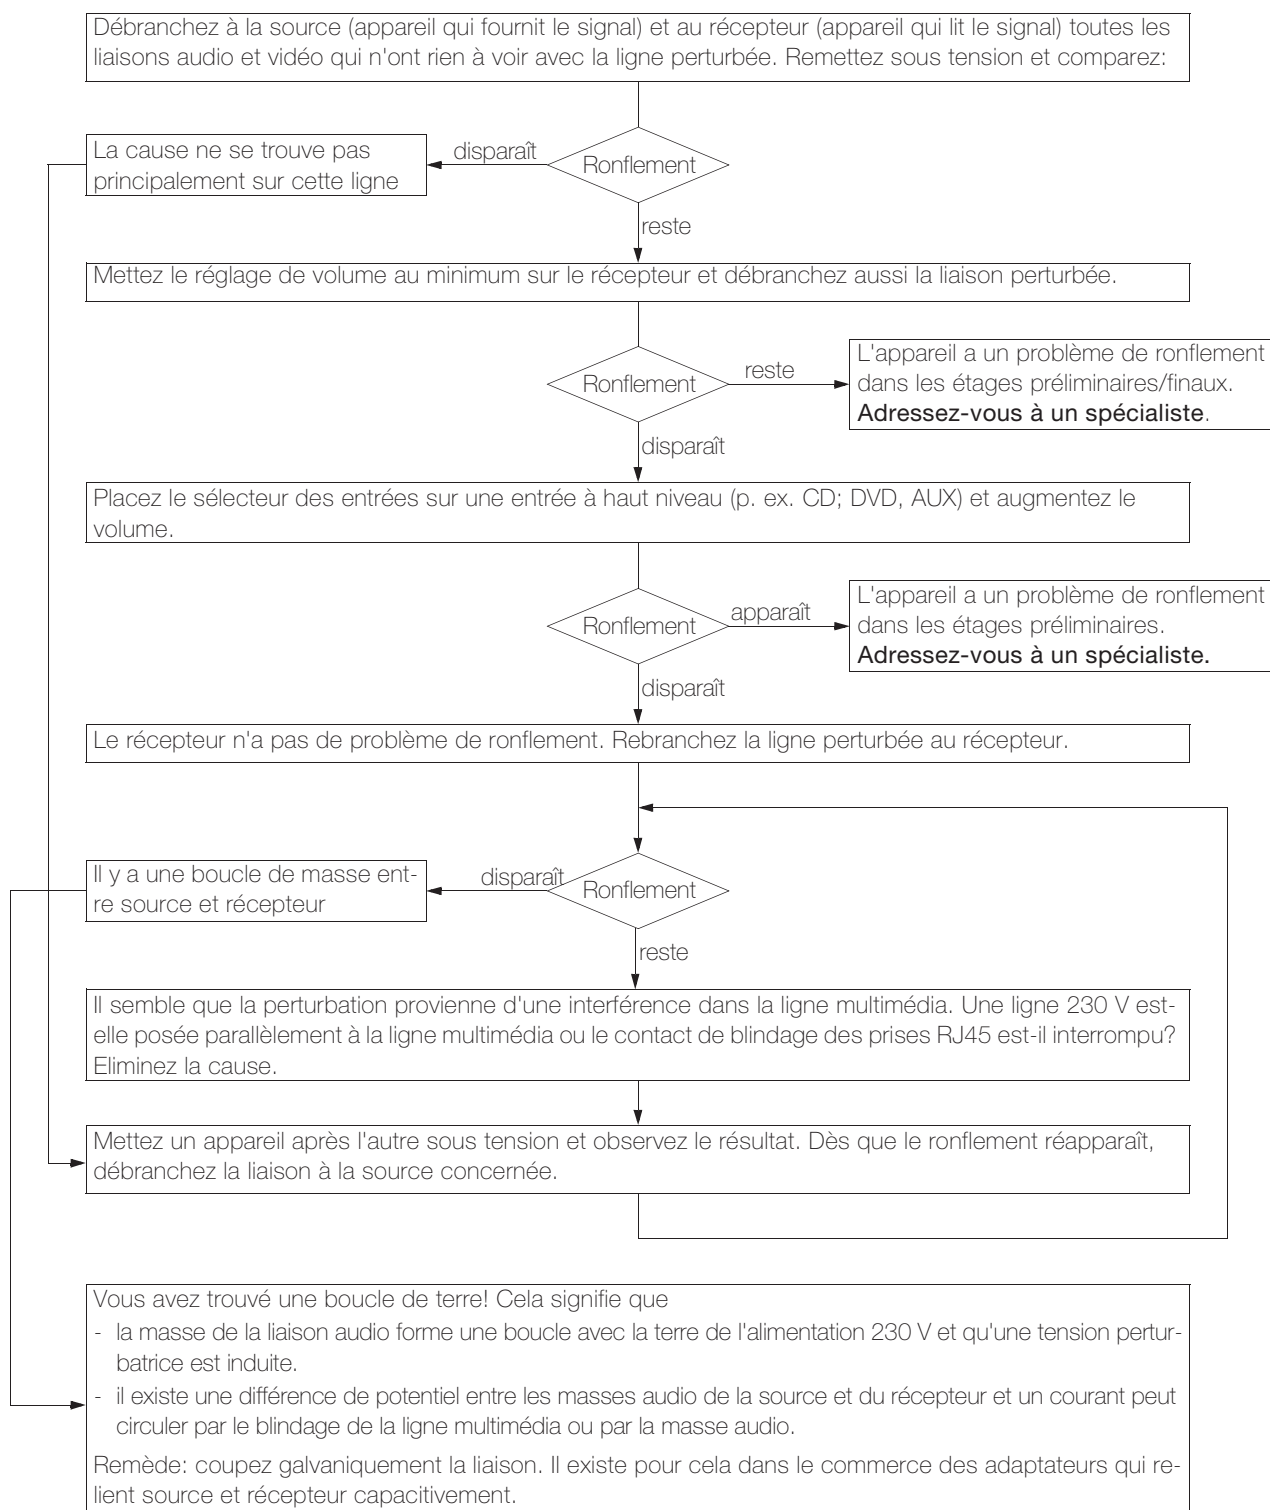 Débranchez à la source (appareil qui fournit le signal) et au récepteur (appareil qui lit le signal) toutes les
liaisons audio et vidéo qui n'ont rien à voir avec la ligne perturbée. Remettez sous tension et comparez:
La cause ne se trouve pas
principalement sur cette ligne
disparaît
Ronflement
reste
Mettez le réglage de volume au minimum sur le récepteur et débranchez aussi la liaison perturbée.
Ronflement
reste
L'appareil a un problème de ronflement
dans les étages préliminaires/finaux.
Adressez-vous à un spécialiste.
disparaît
Placez le sélecteur des entrées sur une entrée à haut niveau (p. ex. CD; DVD, AUX) et augmentez le
volume.
Ronflement
apparaît
L'appareil a un problème de ronflement
dans les étages préliminaires.
Adressez-vous à un spécialiste.
disparaît
Le récepteur n'a pas de problème de ronflement. Rebranchez la ligne perturbée au récepteur.
Il y a une boucle de masse ent-
re source et récepteur
disparaît
Ronflement
reste
Il semble que la perturbation provienne d'une interférence dans la ligne multimédia. Une ligne 230 V est-
elle posée parallèlement à la ligne multimédia ou le contact de blindage des prises RJ45 est-il interrompu?
Eliminez la cause.
Mettez un appareil après l'autre sous tension et observez le résultat. Dès que le ronflement réapparaît,
débranchez la liaison à la source concernée.
Vous avez trouvé une boucle de terre! Cela signifie que
- la masse de la liaison audio forme une boucle avec la terre de l'alimentation 230 V et qu'une tension pertur-
batrice est induite.
- il existe une différence de potentiel entre les masses audio de la source et du récepteur et un courant peut
circuler par le blindage de la ligne multimédia ou par la masse audio.
Remède: coupez galvaniquement la liaison. Il existe pour cela dans le commerce des adaptateurs qui re-
lient source et récepteur capacitivement.